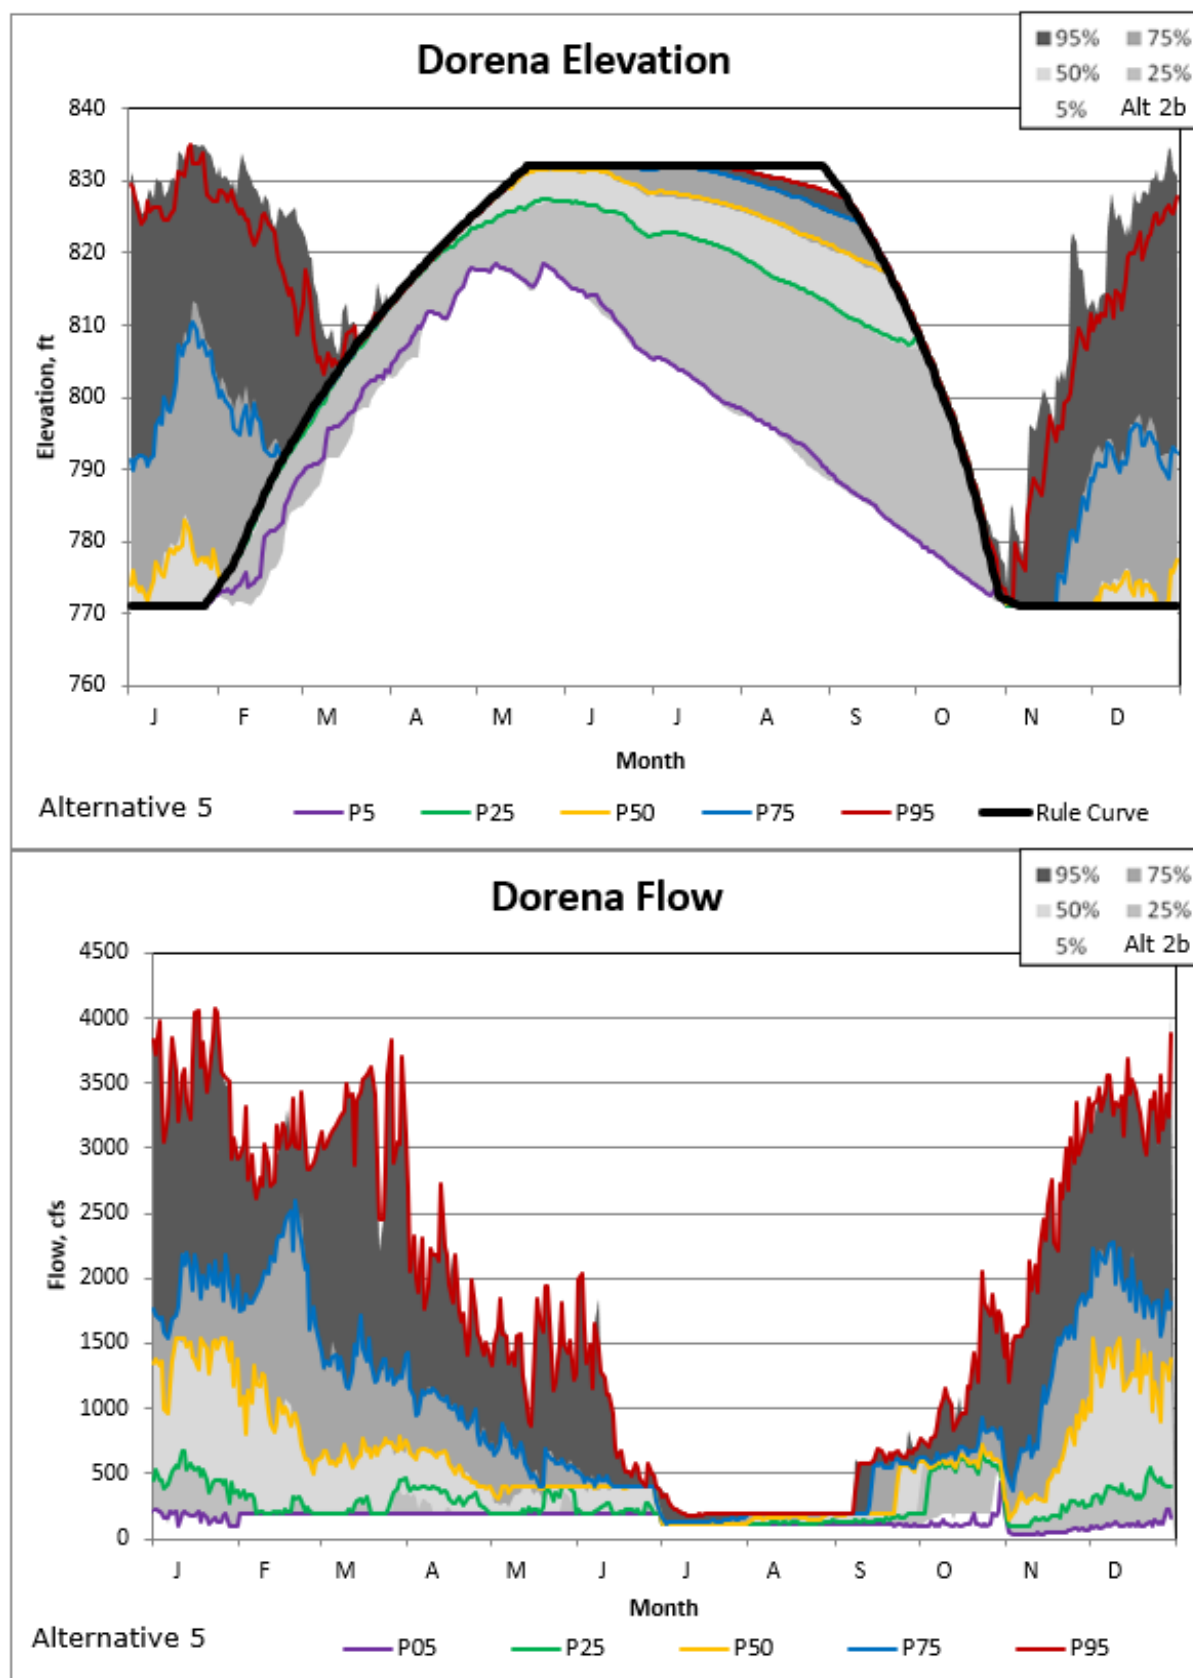 Dorena Elevation
95% 75%
50% 25%
5% Alt 2b
840
830
820
810
800
790
780
770
760
Elevation, ft
J F M A M J J A S O N D
Month
Alternative 5 P5 P25 P50 P75 P95 Rule Curve
Dorena Flow
95% 75%
50% 25%
5% Alt 2b
4500
4000
3500
3000
2500
2000
1500
1000
500
0
Flow, cfs
J F M A M J J A S O N D
Month
Alternative 5 P05 P25 P50 P75 P95